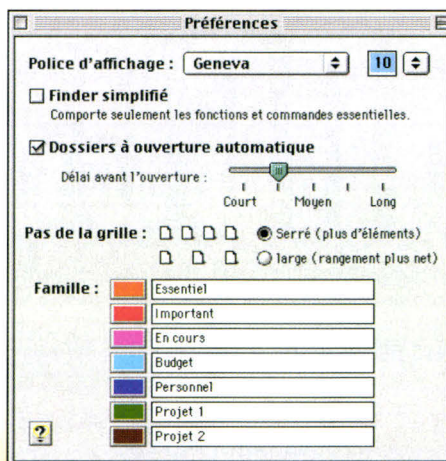 Préférences
Police d'affichage : Geneva 10
Finder simplifié
Comporte seulement les fonctions et commandes essentielles.
Dossiers à ouverture automatique
Délai avant l'ouverture :
Court Moyen Long
Pas de la grille : Serré (plus d'éléments)
large (rangement plus net)
Famille : Essentiel
Important
En cours
Budget
Personnel
Projet 1
? Projet 2